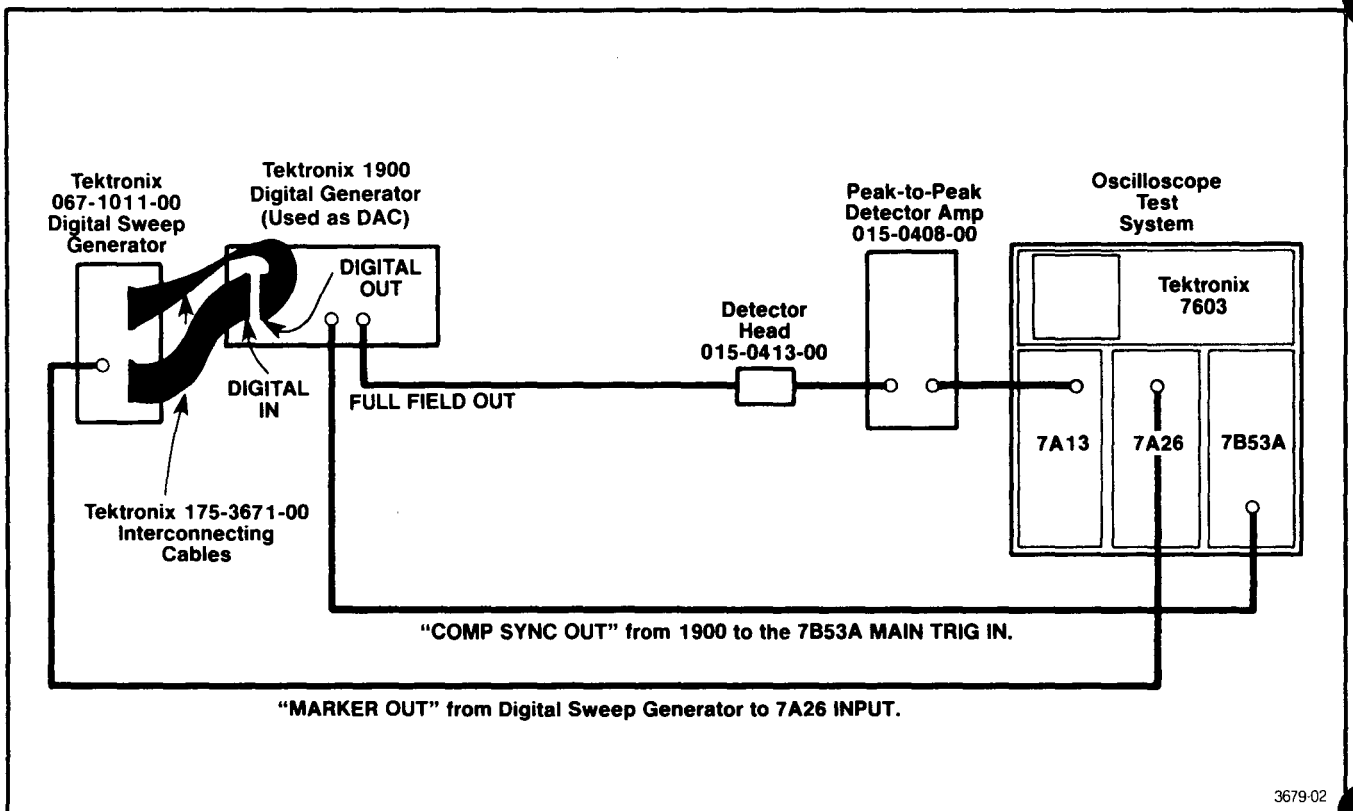 Tektronix
067-1011-00
Digital Sweep
Generator
Tektronix 1900
Digital Generator
(Used as DAC)
DIGITAL
OUT
DIGITAL
IN
FULL FIELD OUT
Tektronix 175-3671-00
Interconnecting
Cables
Detector
Head
015-0413-00
Peak-to-Peak
Detector Amp
015-0408-00
Oscilloscope
Test
System
Tektronix
7603
7A13
7A26
7B53A
"COMP SYNC OUT" from 1900 to the 7B53A MAIN TRIG IN.
"MARKER OUT" from Digital Sweep Generator to 7A26 INPUT.
3679-02